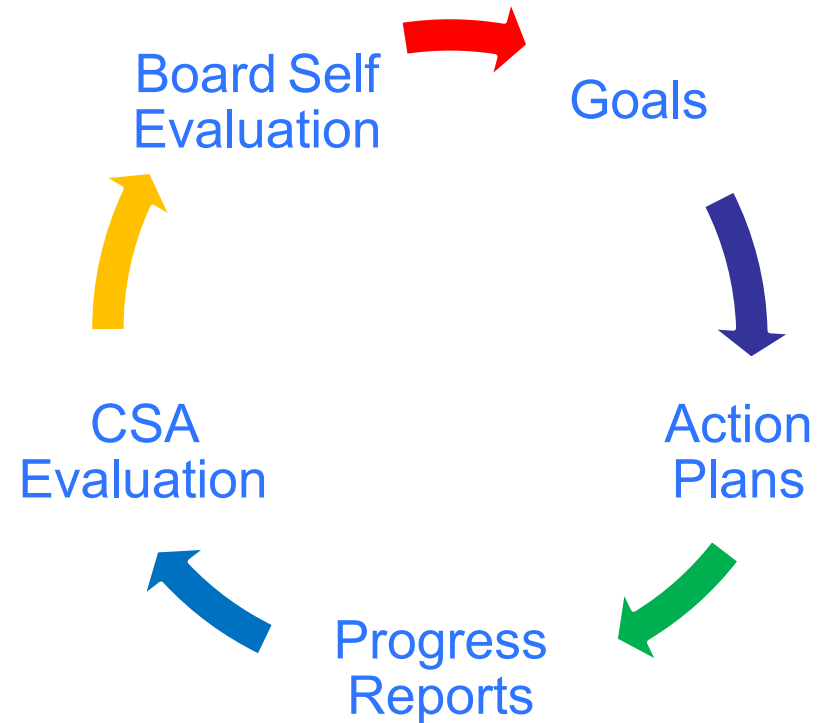 Board Self
Evaluation
Goals
Action
Plans
Progress
Reports
CSA
Evaluation